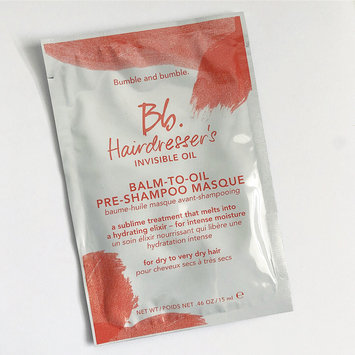 Bumble and bumble.
Bb.
Hairdresser's
INVISIBLE OIL
BALM-TO-OIL
PRE-SHAMPOO MASQUE
baume-huile masque avant-shampooing
a sublime treatment that melts into
a hydrating elixir – for intense moisture
un soin élixir nourrissant qui libère une
hydratation intense
for dry to very dry hair
pour cheveux secs à très secs
NET WT/POIDS NET .46 OZ/15 ml ℮